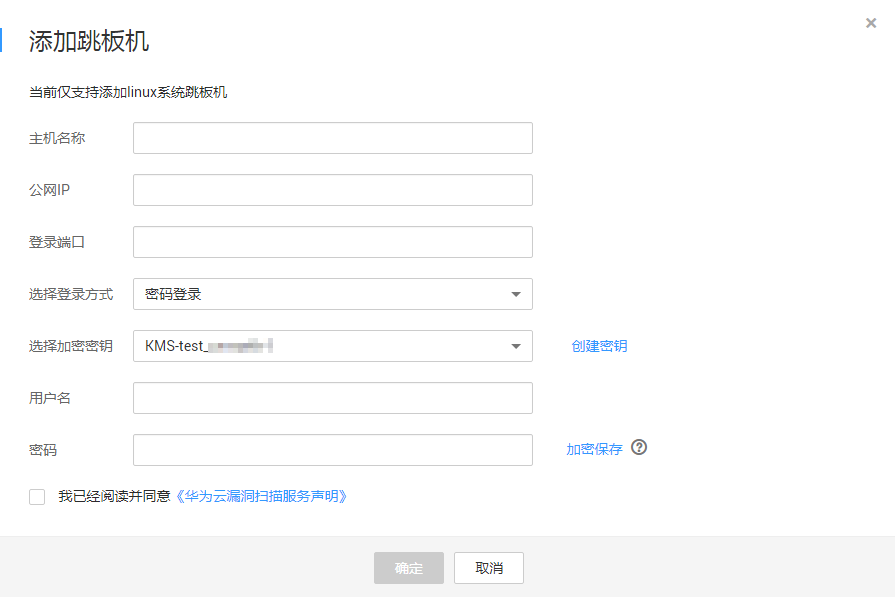 添加跳板机
当前仅支持添加linux系统跳板机
主机名称
公网IP
登录端口
选择登录方式 密码登录
选择加密密钥 KMS-test_ 创建密钥
用户名
密码 加密保存
我已经阅读并同意《华为云漏洞扫描服务声明》
确定 取消